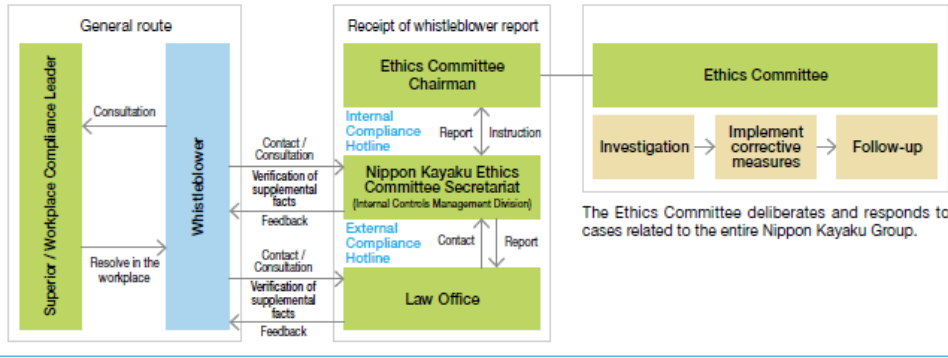 General route
Superior / Workplace Compliance Leader
Consultation
Resolve in the
workplace
Whistleblower
Contact /
Consultation
Verification of
supplemental
facts
Feedback
Contact /
Consultation
Verification of
supplemental
facts
Feedback
Receipt of whistleblower report
Ethics Committee
Chairman
Internal
Compliance
Hotline
Report
Instruction
Nippon Kayaku Ethics
Committee Secretariat
(Internal Controls Management Division)
External
Compliance
Hotline
Contact
Report
Law Office
Ethics Committee
Investigation
Implement
corrective
measures
Follow-up
The Ethics Committee deliberates and responds to
cases related to the entire Nippon Kayaku Group.